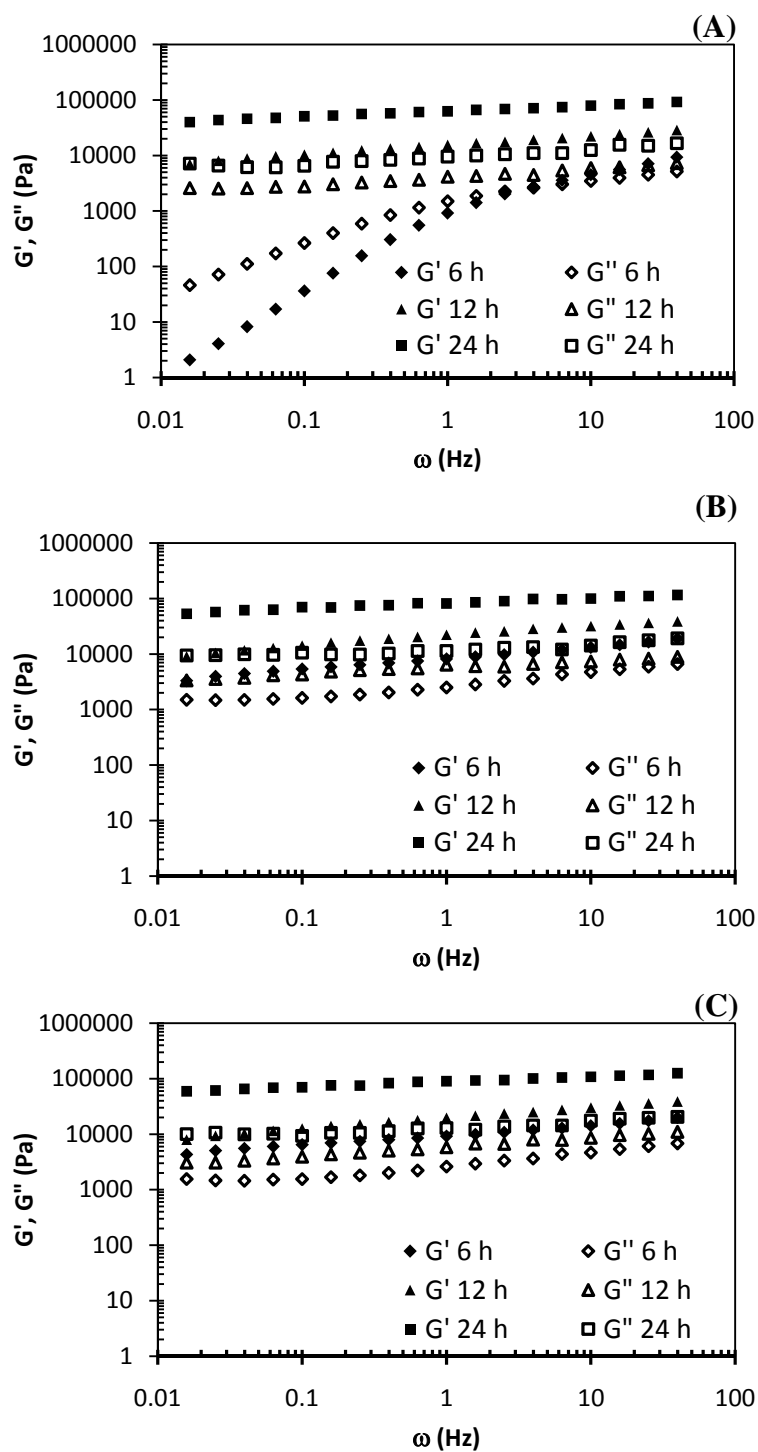 (A)
1000000
100000
10000
1000
100
10
1
G', G" (Pa)
G' 6 h G'' 6 h
G' 12 h G" 12 h
G' 24 h G" 24 h
0.01 0.1 1 10 100
ω (Hz)
(B)
1000000
100000
10000
1000
100
10
1
G', G" (Pa)
G' 6 h G'' 6 h
G' 12 h G" 12 h
G' 24 h G" 24 h
0.01 0.1 1 10 100
ω (Hz)
(C)
1000000
100000
10000
1000
100
10
1
G', G" (Pa)
G' 6 h G'' 6 h
G' 12 h G" 12 h
G' 24 h G" 24 h
0.01 0.1 1 10 100
ω (Hz)